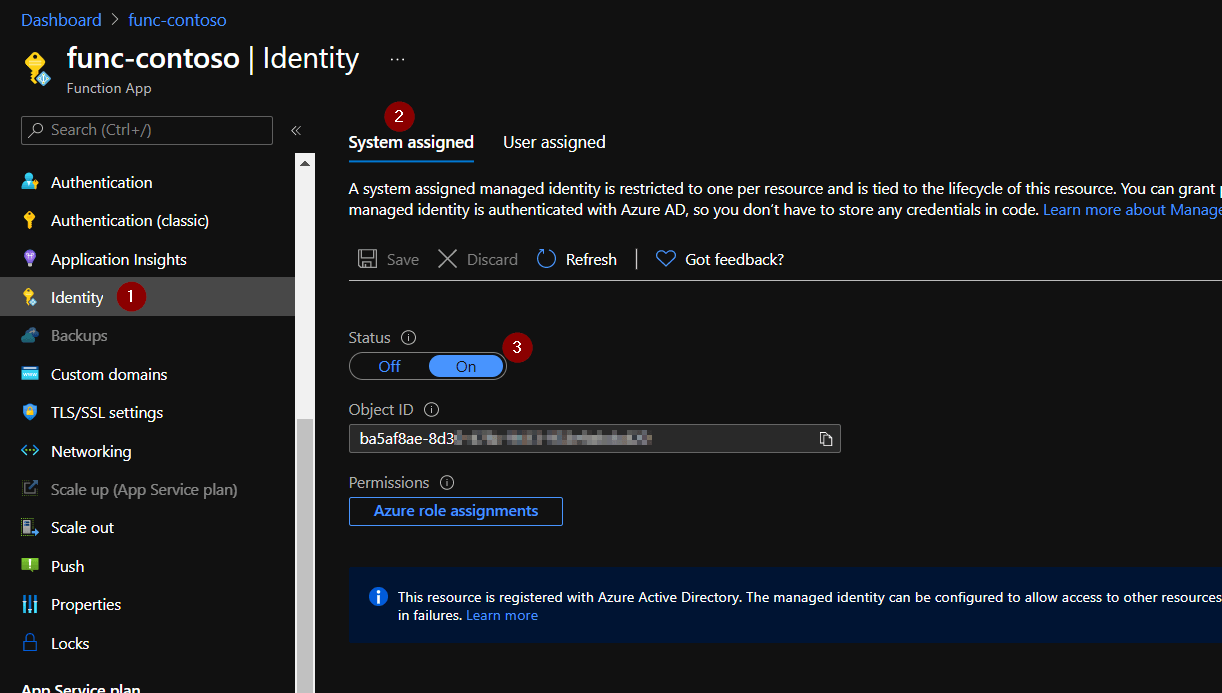 Dashboard > func-contoso
func-contoso | Identity ...
Function App
Search (Ctrl+/) «
Authentication
Authentication (classic)
Application Insights
Identity 1
Backups
Custom domains
TLS/SSL settings
Networking
Scale up (App Service plan)
Scale out
Push
Properties
Locks
App Service plan
2
System assigned User assigned
A system assigned managed identity is restricted to one per resource and is tied to the lifecycle of this resource. You can grant
managed identity is authenticated with Azure AD, so you don't have to store any credentials in code. Learn more about Manage
Save Discard Refresh | Got feedback?
Status
3
Off On
Object ID
ba5af8ae-8d3
Permissions
Azure role assignments
This resource is registered with Azure Active Directory. The managed identity can be configured to allow access to other resources
in failures. Learn more